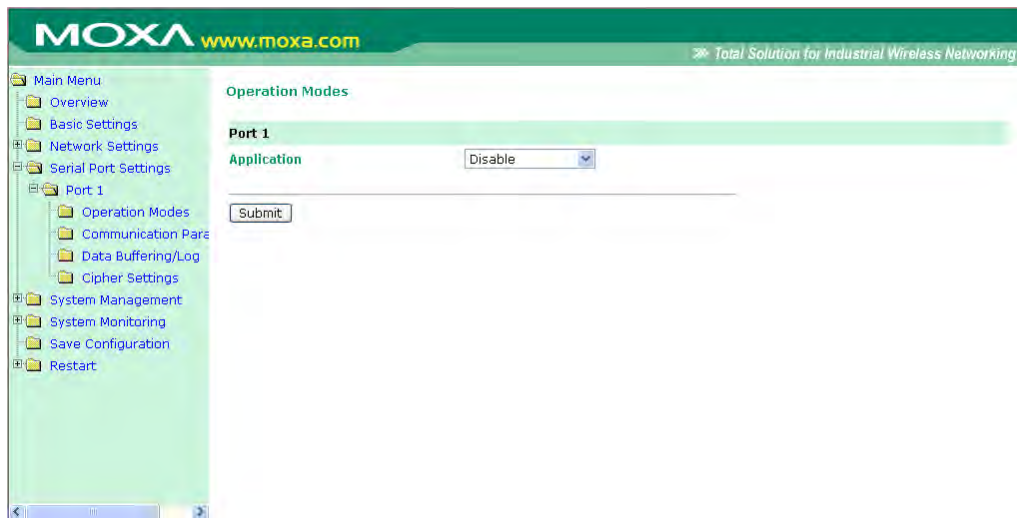 MOXA www.moxa.com
Total Solution for Industrial Wireless Networking
Main Menu
Overview
Basic Settings
Network Settings
Serial Port Settings
Port 1
Operation Modes
Communication Para
Data Buffering/Log
Cipher Settings
System Management
System Monitoring
Save Configuration
Restart
Operation Modes
Port 1
Application Disable
Submit